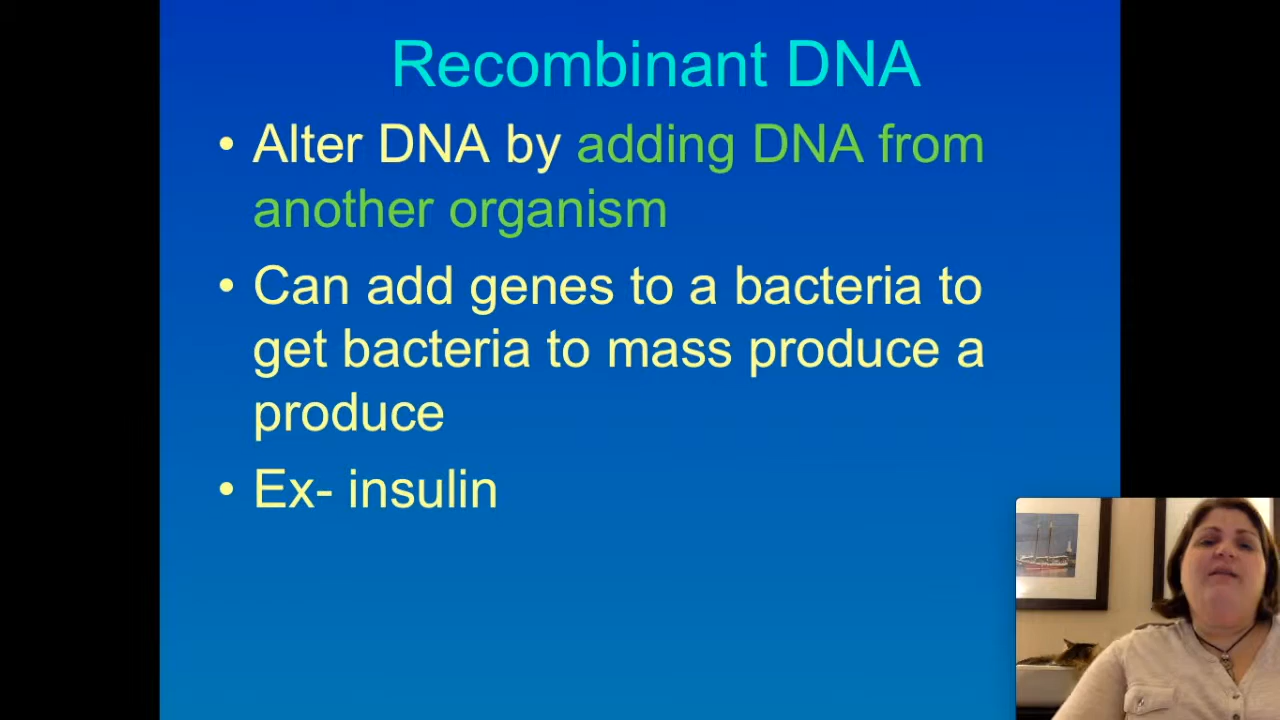 Recombinant DNA
• Alter DNA by adding DNA from
another organism
• Can add genes to a bacteria to
get bacteria to mass produce a
produce
• Ex- insulin